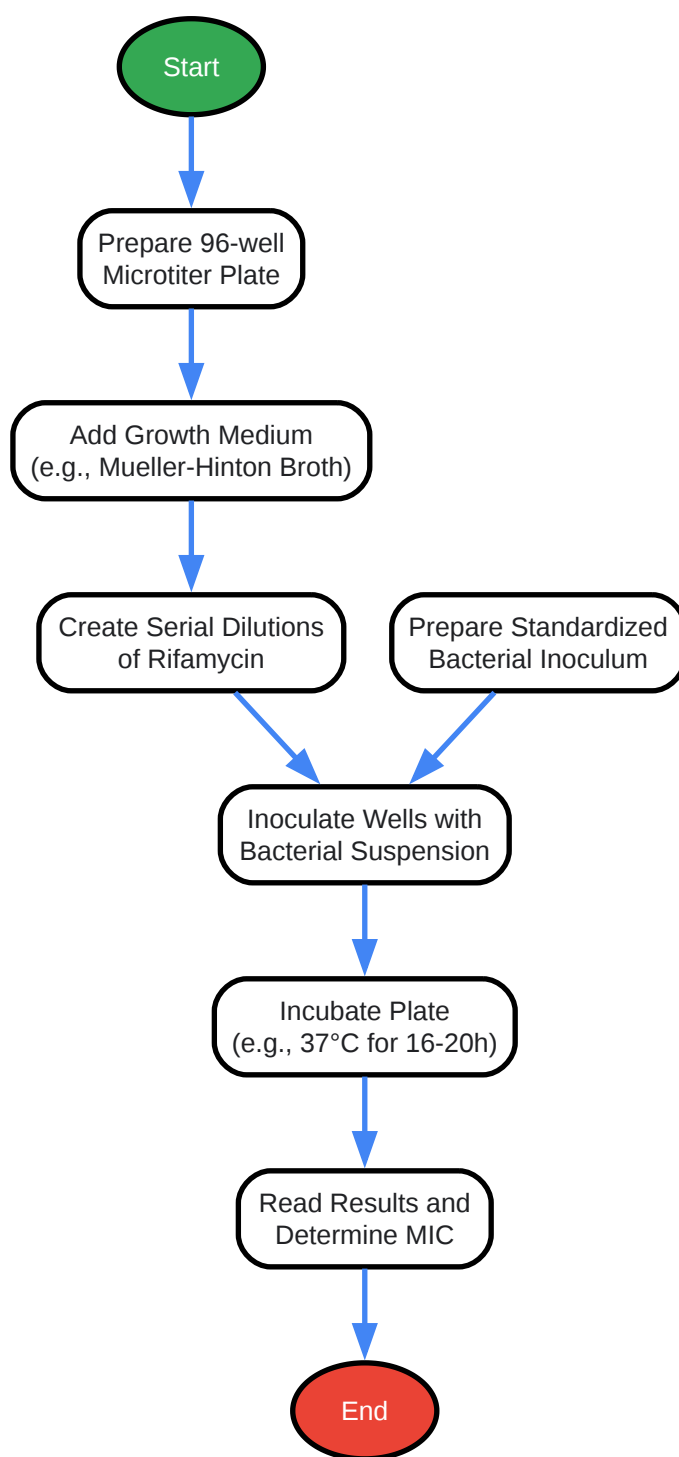 Start
Prepare 96-well
Microtiter Plate
Add Growth Medium
(e.g., Mueller-Hinton Broth)
Create Serial Dilutions
of Rifamycin
Prepare Standardized
Bacterial Inoculum
Inoculate Wells with
Bacterial Suspension
Incubate Plate
(e.g., 37°C for 16-20h)
Read Results and
Determine MIC
End